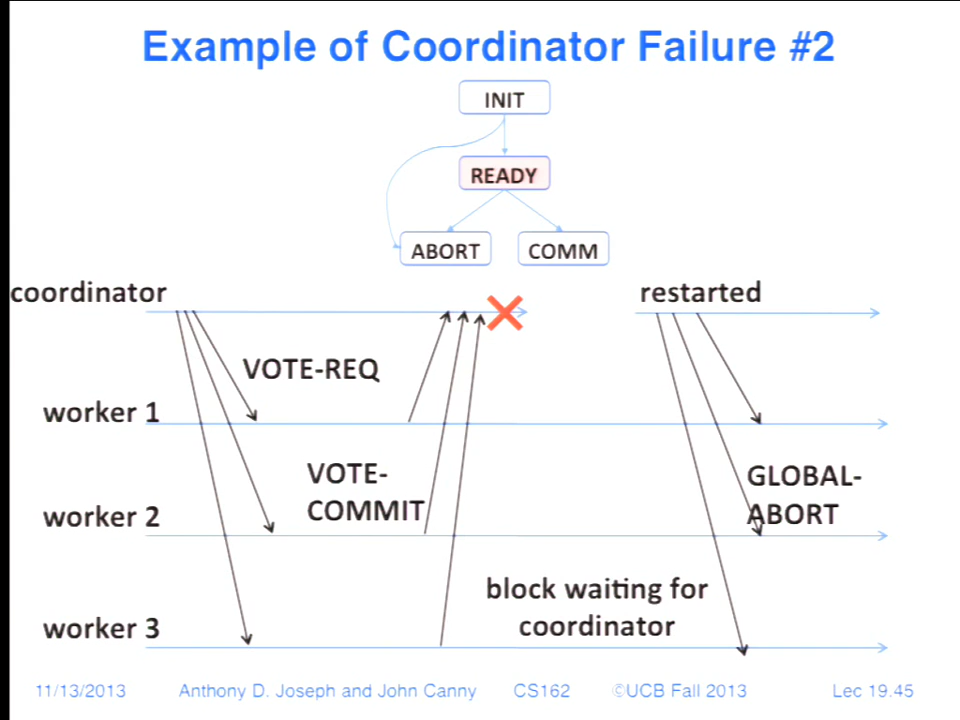 Example of Coordinator Failure #2
INIT
READY
ABORT
COMM
coordinator
restarted
VOTE-REQ
worker 1
VOTE-
COMMIT
GLOBAL-
ABORT
worker 2
block waiting for
coordinator
worker 3
11/13/2013 Anthony D. Joseph and John Canny CS162 ©UCB Fall 2013 Lec 19.45